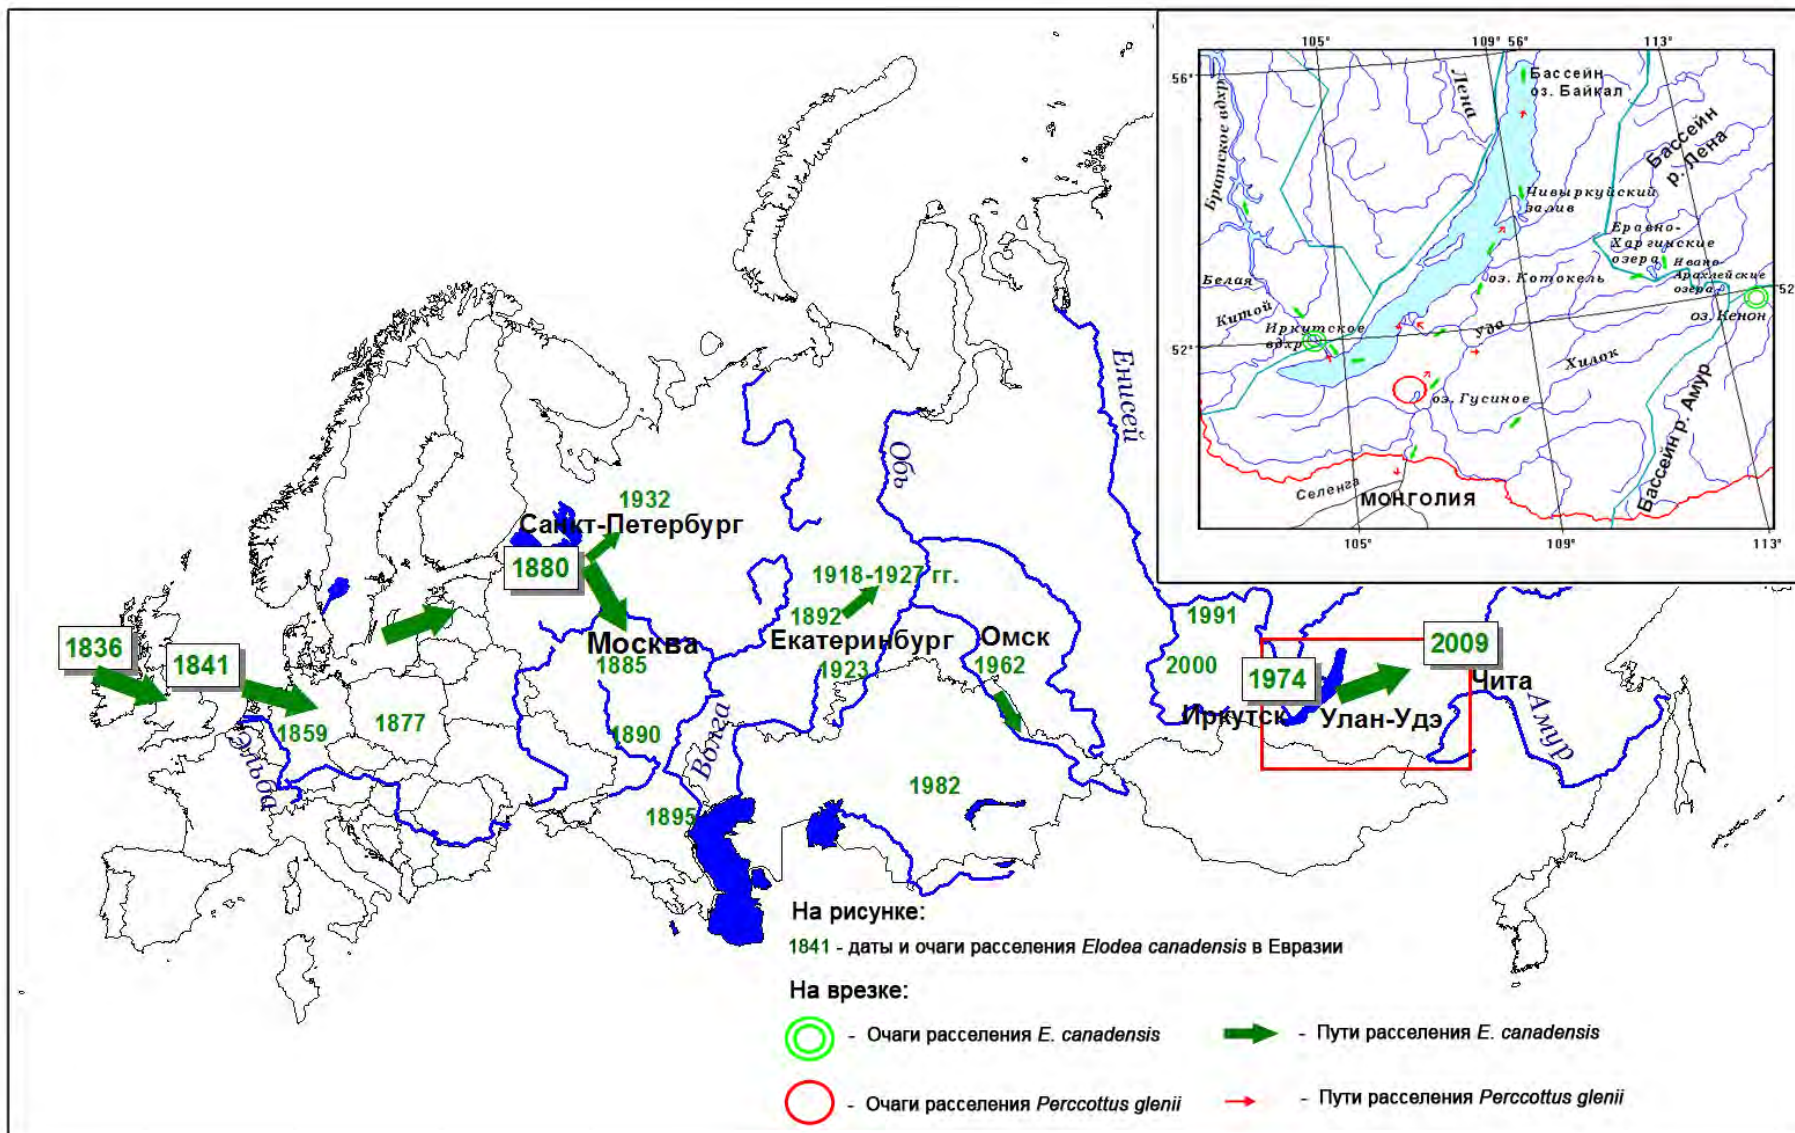 105°
109° 56°
113°
56°
Бассейн
оз. Байкал
Лена
Братское вдхр
Бассейн
р. Лена
Чивыркуйский
залив
Еравно-
Харгинские
озера
Ивано-
Арахлейские
озера
Белая
оз. Котокель
52°
Китой
Иркутское
вдхр
Уда
оз. Кенон
52°
Хилок
оз. Гусиное
Бассейн р. Амур
Селенга
МОНГОЛИЯ
105°
109°
113°
Енисей
Обь
1932
Санкт-Петербург
1880
1918-1927 гг.
1892
1991
1836
1841
Москва
Екатеринбург
Омск
1885
1923
1962
2000
1974
2009
Чита
Иркутск
Улан-Удэ
Амур
1859
1877
1890
Волга
Эльба
1982
1895
На рисунке:
1841 - даты и очаги расселения Elodea canadensis в Евразии
На врезке:
- Очаги расселения E. canadensis
- Пути расселения E. canadensis
- Очаги расселения Perccottus glenii
- Пути расселения Perccottus glenii